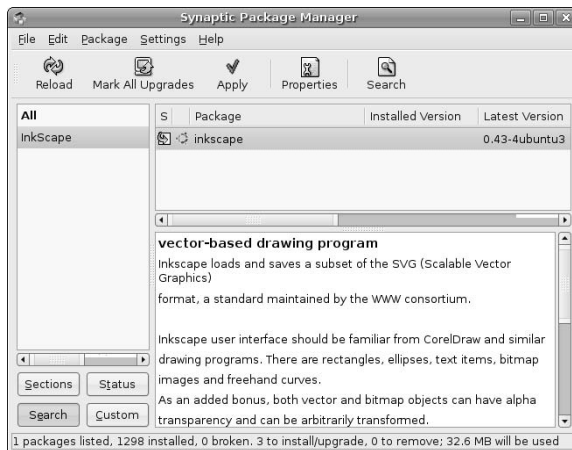 Synaptic Package Manager
File Edit Package Settings Help
Reload Mark All Upgrades Apply Properties Search
All
InkScape
S Package Installed Version Latest Version
inkscape 0.43-4ubuntu3
vector-based drawing program
Inkscape loads and saves a subset of the SVG (Scalable Vector
Graphics)
format, a standard maintained by the WWW consortium.
Inkscape user interface should be familiar from CorelDraw and similar
drawing programs. There are rectangles, ellipses, text items, bitmap
images and freehand curves.
As an added bonus, both vector and bitmap objects can have alpha
transparency and can be arbitrarily transformed.
Sections Status
Search Custom
1 packages listed, 1298 installed, 0 broken. 3 to install/upgrade, 0 to remove; 32.6 MB will be used